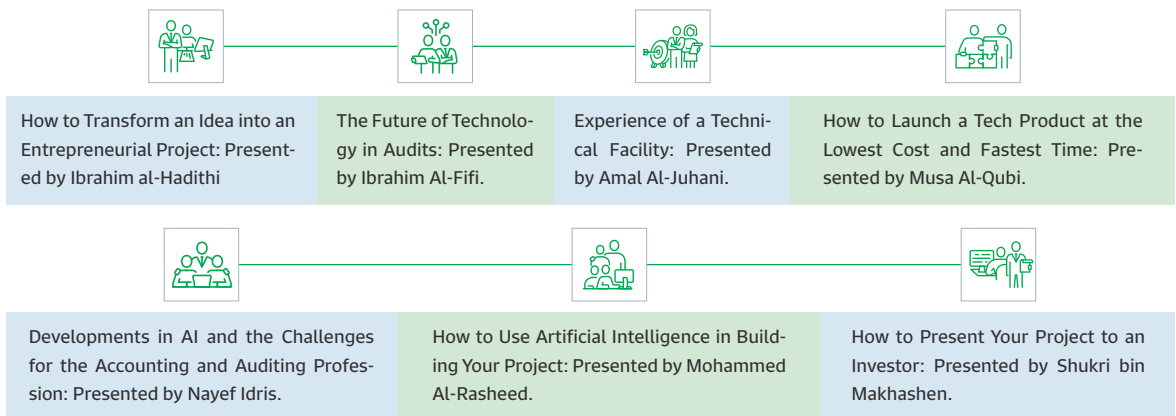 How to Transform an Idea into an
Entrepreneurial Project: Present-
ed by Ibrahim al-Hadithi
The Future of Technolo-
gy in Audits: Presented
by Ibrahim Al-Fifi.
Experience of a Techni-
cal Facility: Presented
by Amal Al-Juhani.
How to Launch a Tech Product at the
Lowest Cost and Fastest Time: Pre-
sented by Musa Al-Qubi.
Developments in AI and the Challenges
for the Accounting and Auditing Profes-
sion: Presented by Nayef Idris.
How to Use Artificial Intelligence in Build-
ing Your Project: Presented by Mohammed
Al-Rasheed.
How to Present Your Project to an
Investor: Presented by Shukri bin
Makhashen.